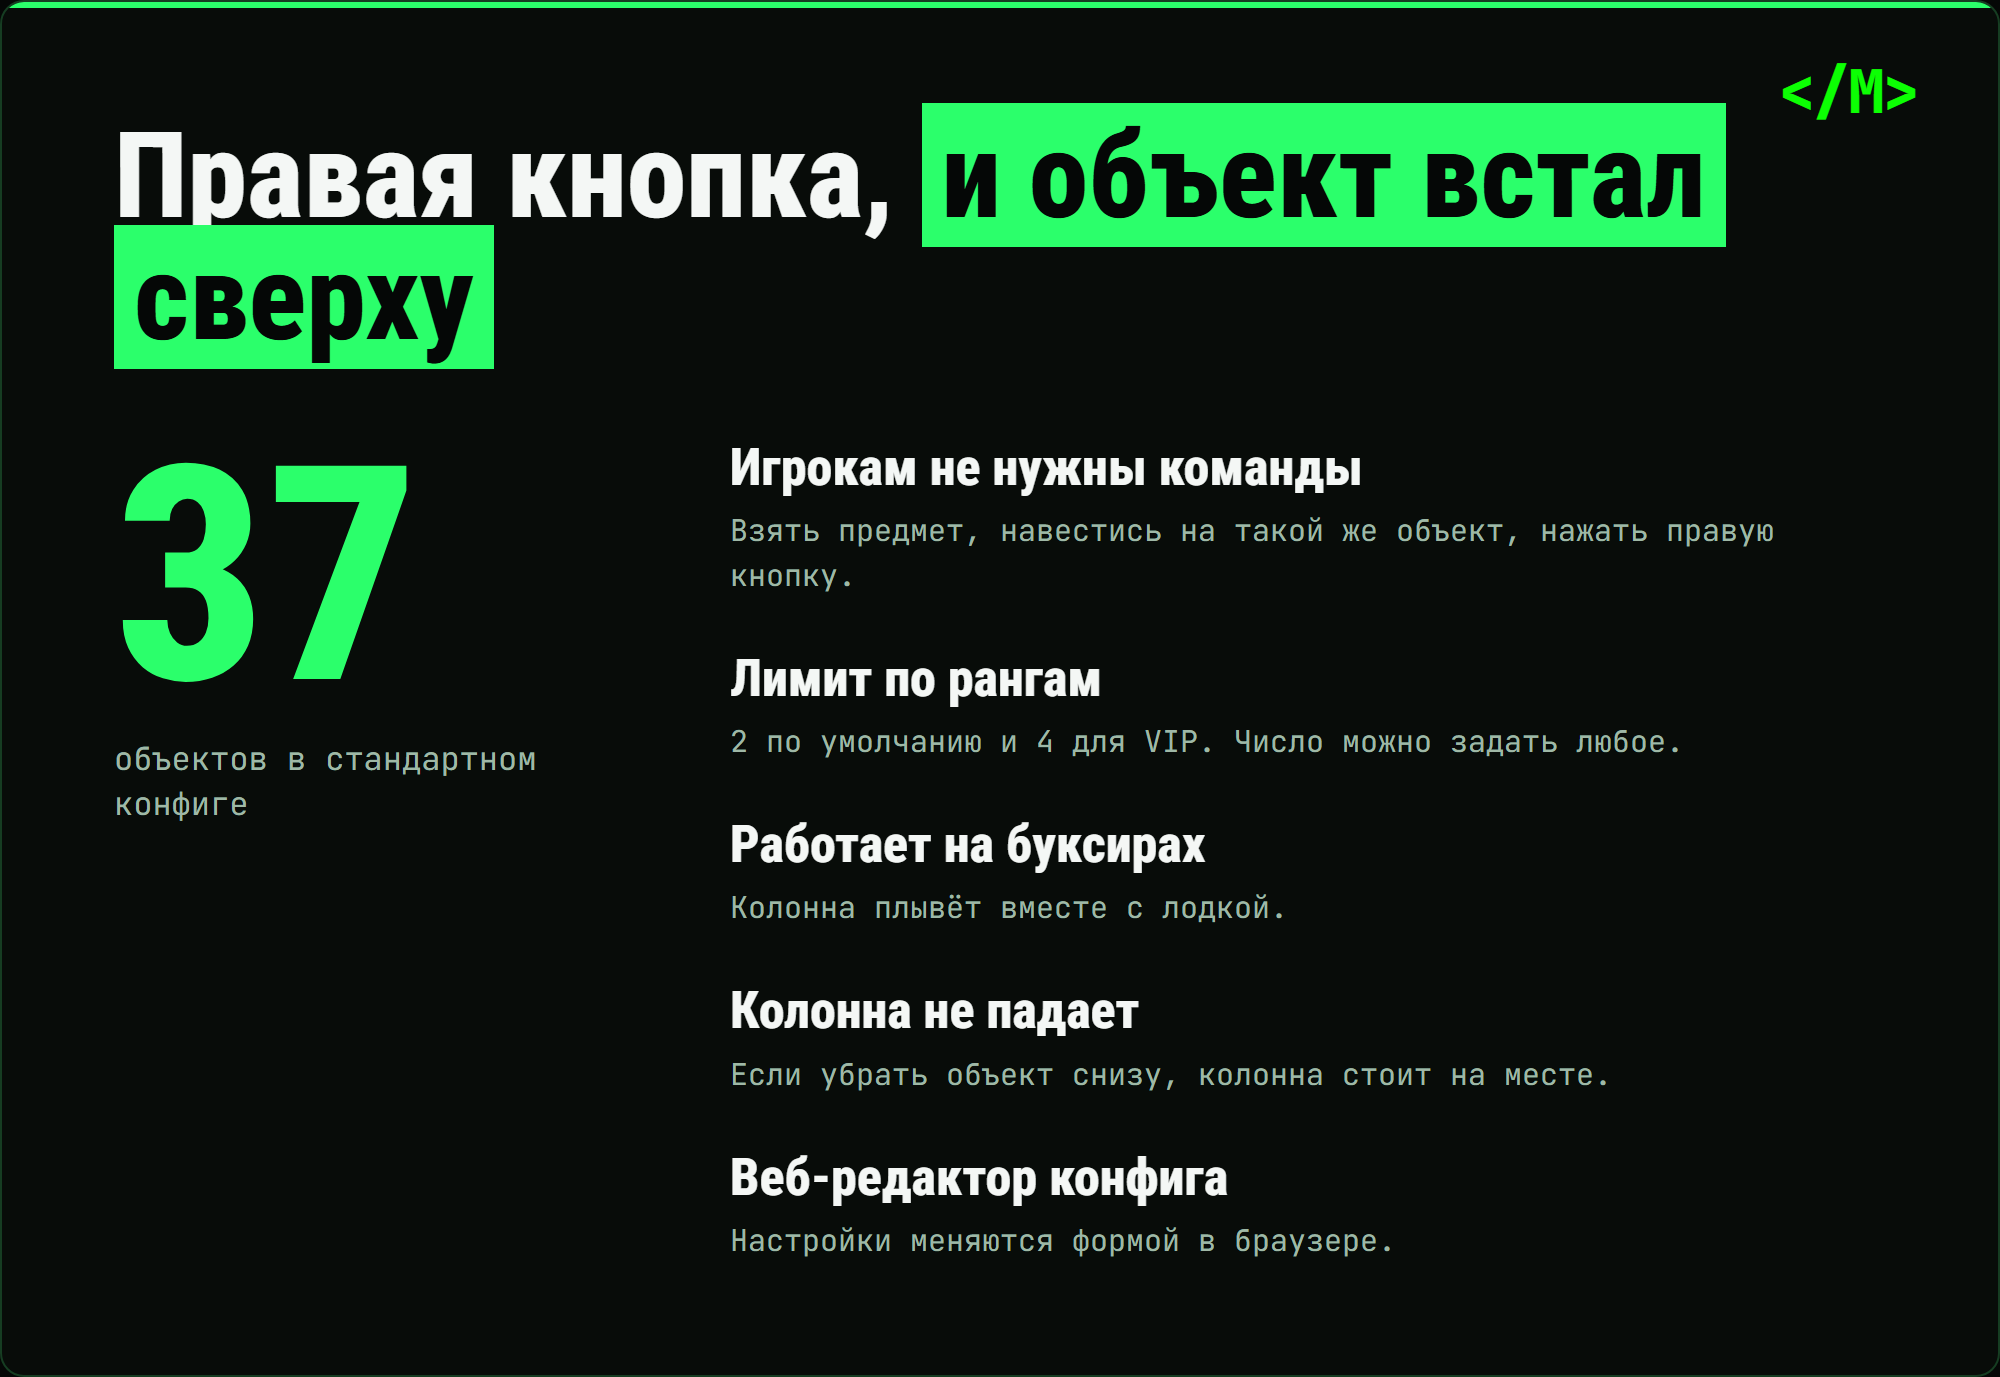 </M>
Правая кнопка, и объект встал
сверху
37
объектов в стандартном
конфиге
Игрокам не нужны команды
Взять предмет, навестись на такой же объект, нажать правую
кнопку.
Лимит по рангам
2 по умолчанию и 4 для VIP. Число можно задать любое.
Работает на буксирах
Колонна плывёт вместе с лодкой.
Колонна не падает
Если убрать объект снизу, колонна стоит на месте.
Веб-редактор конфига
Настройки меняются формой в браузере.